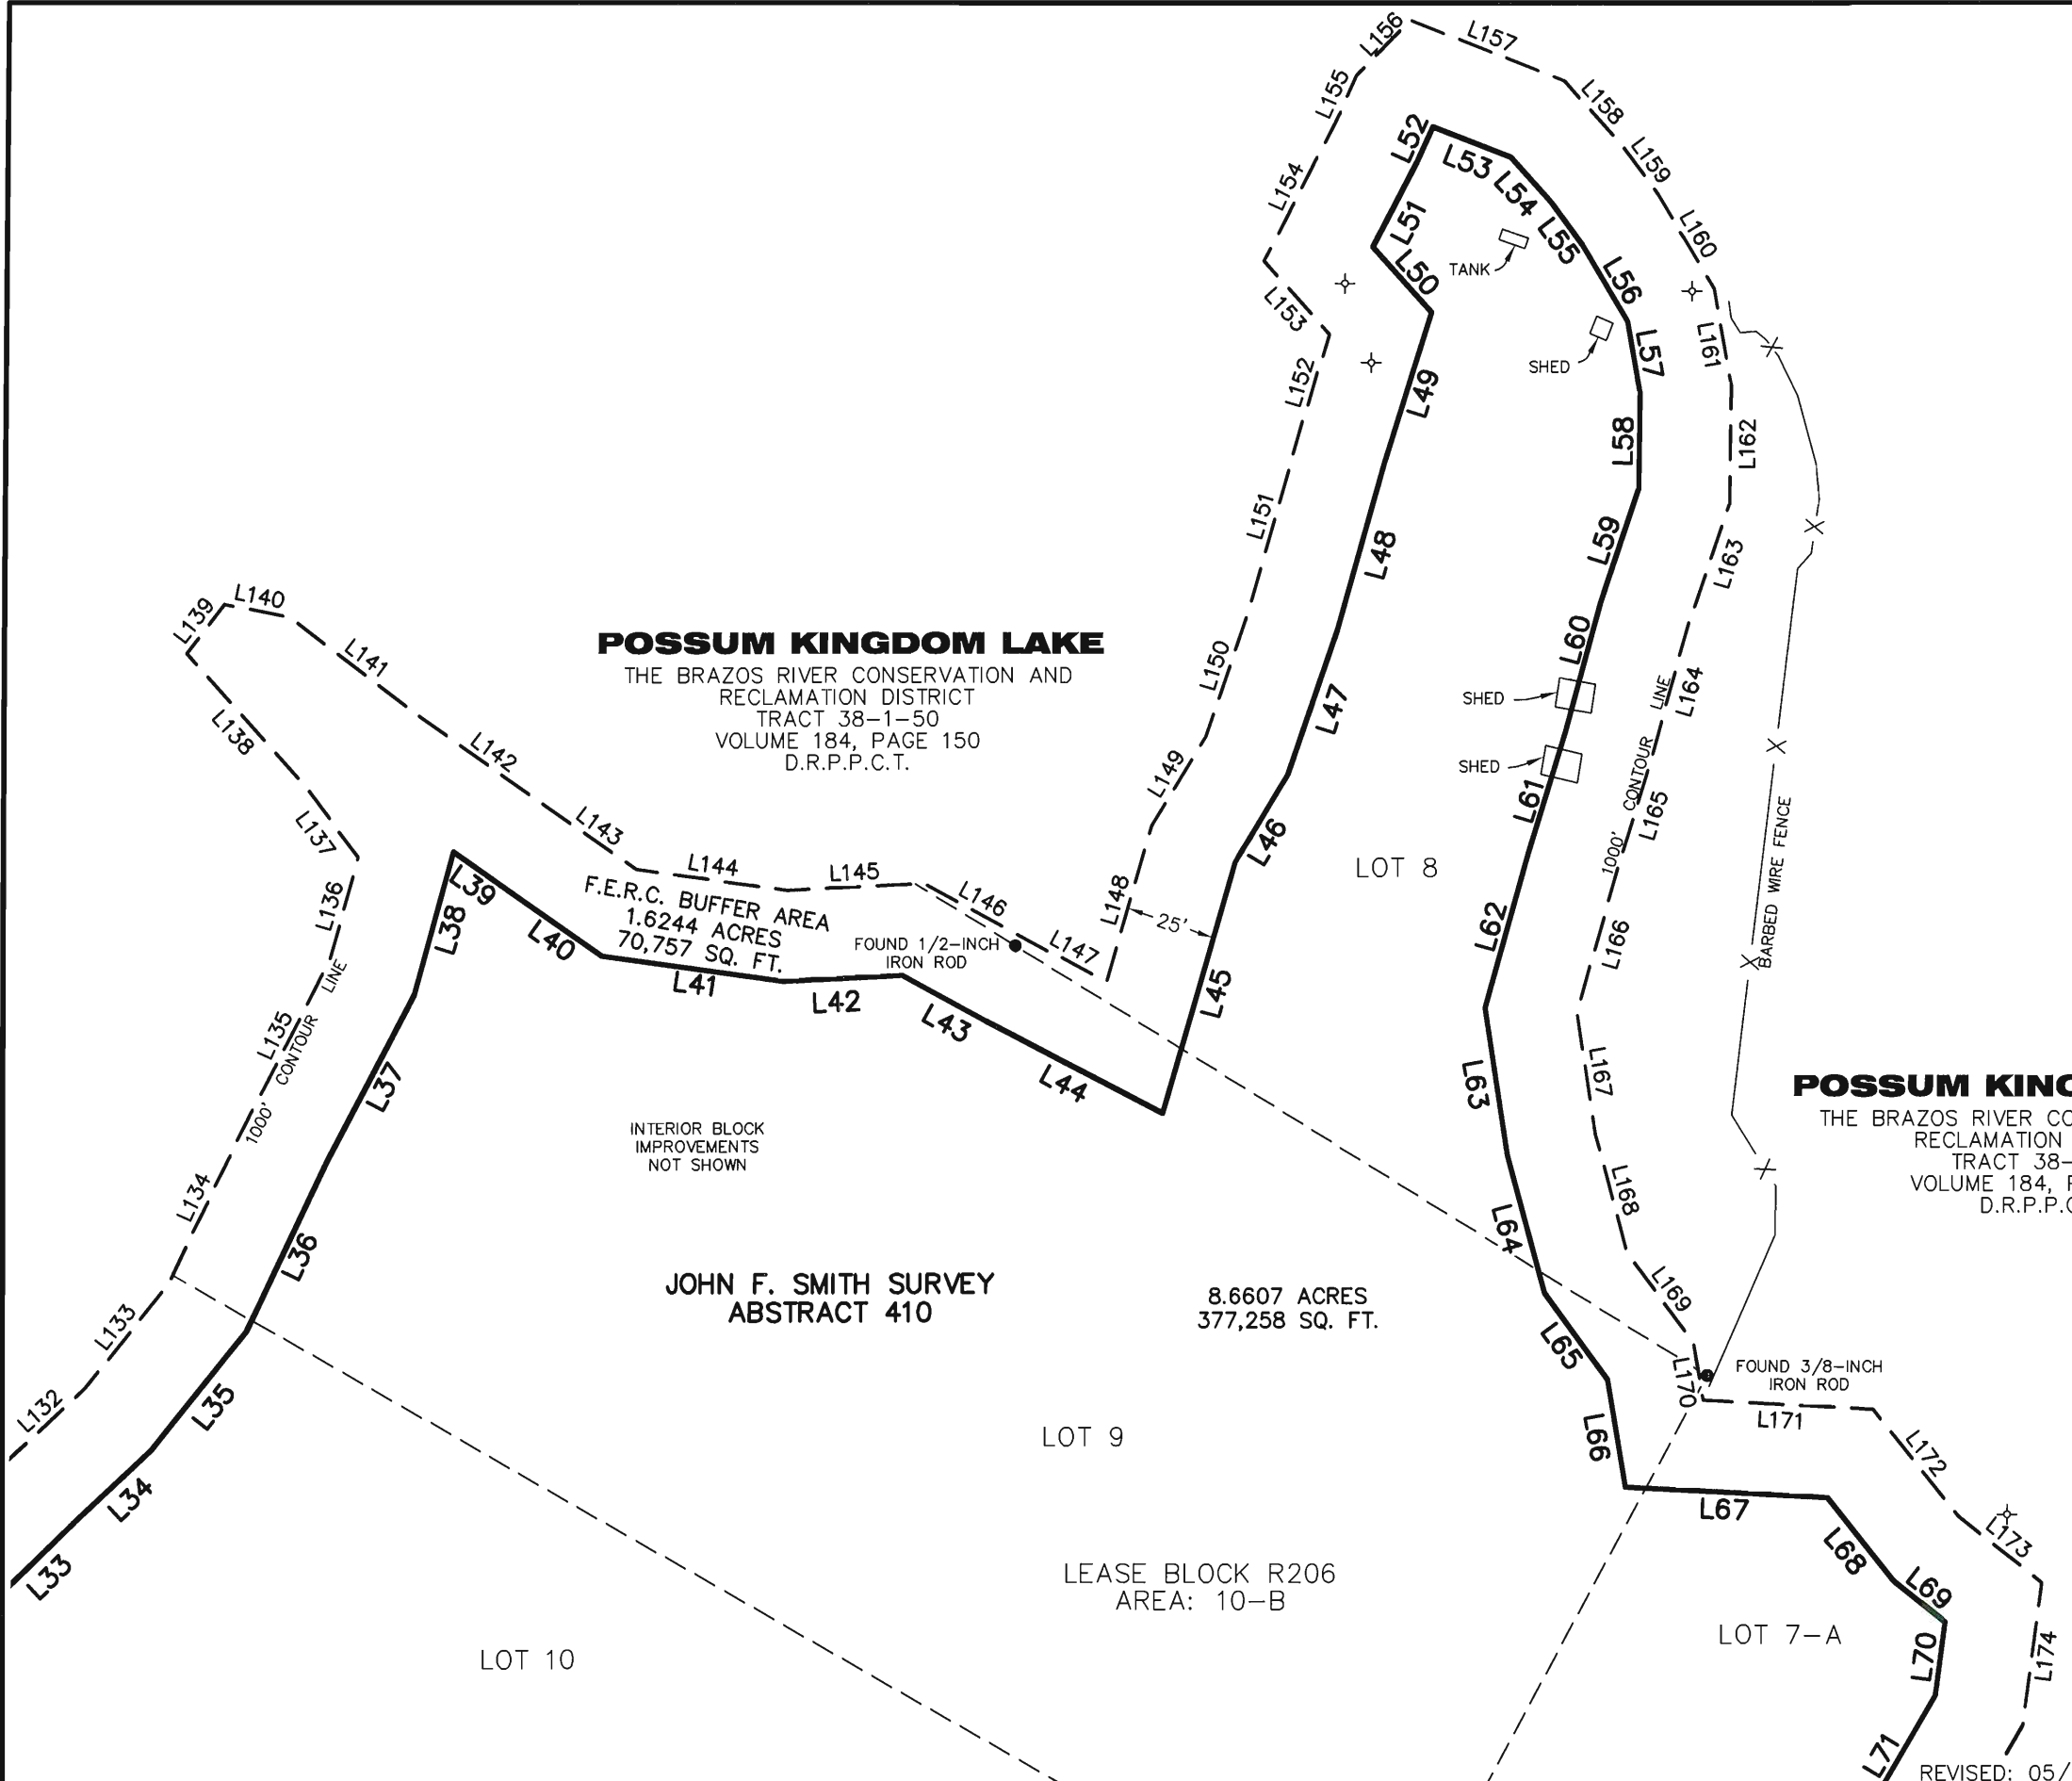 L156
L157
L155
L158
L52
L159
L53
L154
L54
L160
L51
L55
TANK
L50
L56
L153
L161
L57
SHED
L152
L49
L162
L58
L151
L59
L163
L48
L139
L140
L141
POSSUM KINGDOM LAKE
THE BRAZOS RIVER CONSERVATION AND
RECLAMATION DISTRICT
TRACT 38-1-50
VOLUME 184, PAGE 150
D.R.P.P.C.T.
L150
L60
L164
SHED
L47
L138
L142
L149
SHED
L61
1000' CONTOUR LINE
L165
BARBED WIRE FENCE
L137
L143
L46
LOT 8
L144
L145
L39
F.E.R.C. BUFFER AREA
1.6244 ACRES
70,757 SQ. FT.
L136
L38
L40
L146
L148
25'
L62
L166
FOUND 1/2-INCH
IRON ROD
L147
L41
L42
L43
L45
L135
1000' CONTOUR LINE
L37
L44
L63
L167
POSSUM KING
THE BRAZOS RIVER CO
RECLAMATION
TRACT 38-
VOLUME 184, P
D.R.P.P.C
INTERIOR BLOCK
IMPROVEMENTS
NOT SHOWN
L134
L168
L36
L64
JOHN F. SMITH SURVEY
ABSTRACT 410
8.6607 ACRES
377,258 SQ. FT.
L133
L169
L65
L170
FOUND 3/8-INCH
IRON ROD
L132
L35
L171
LOT 9
L66
L172
L34
L67
L173
L33
L68
LEASE BLOCK R206
AREA: 10-B
L69
LOT 7-A
LOT 10
L70
L174
L71
REVISED: 05/